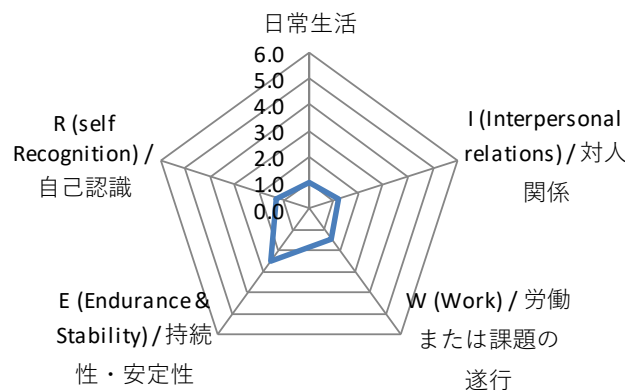 日常生活
6.0
5.0
4.0
3.0
2.0
1.0
0.0
I (Interpersonal
relations) / 対人
関係
W (Work) / 労働
または課題の
遂行
E (Endurance &
Stability) / 持続
性・安定性
R (self
Recognition) /
自己認識